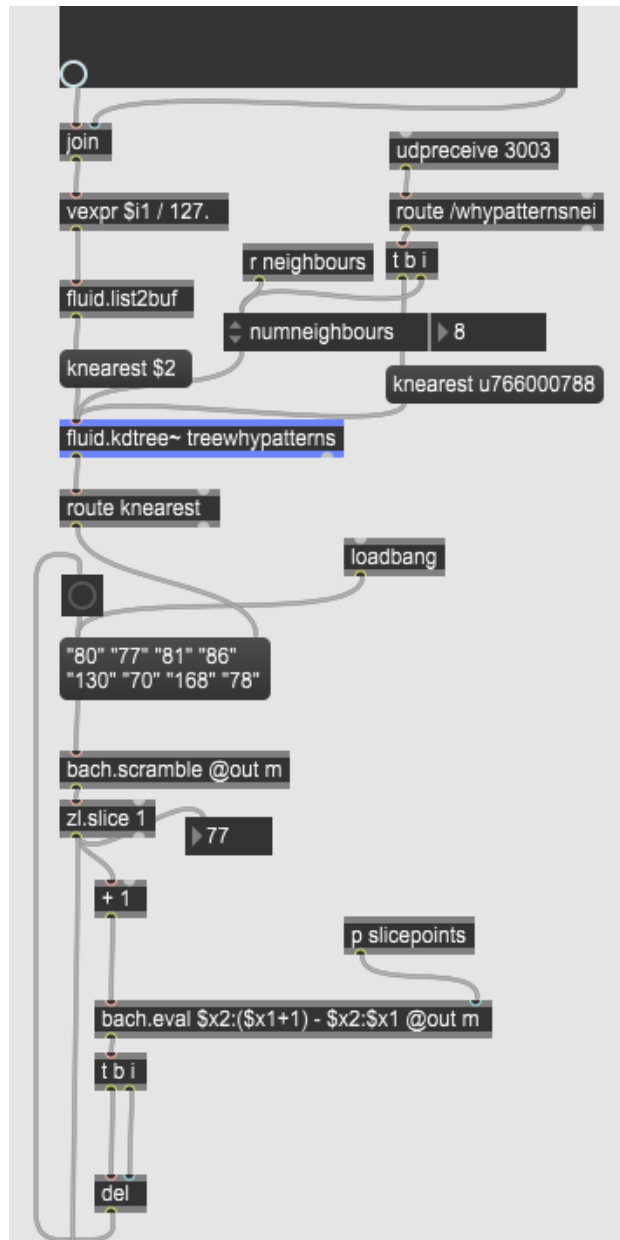 join
udpreceive 3003
vexpr $i1 / 127.
route /whypatternsnei
r neighbours
t b i
fluid.list2buf
numneighbours
8
knearest $2
knearest u766000788
fluid.kdtree~ treewhypatterns
route knearest
loadbang
"80" "77" "81" "86"
"130" "70" "168" "78"
bach.scramble @out m
zl.slice 1
77
+ 1
p slicepoints
bach.eval $x2:($x1+1) - $x2:$x1 @out m
t b i
del